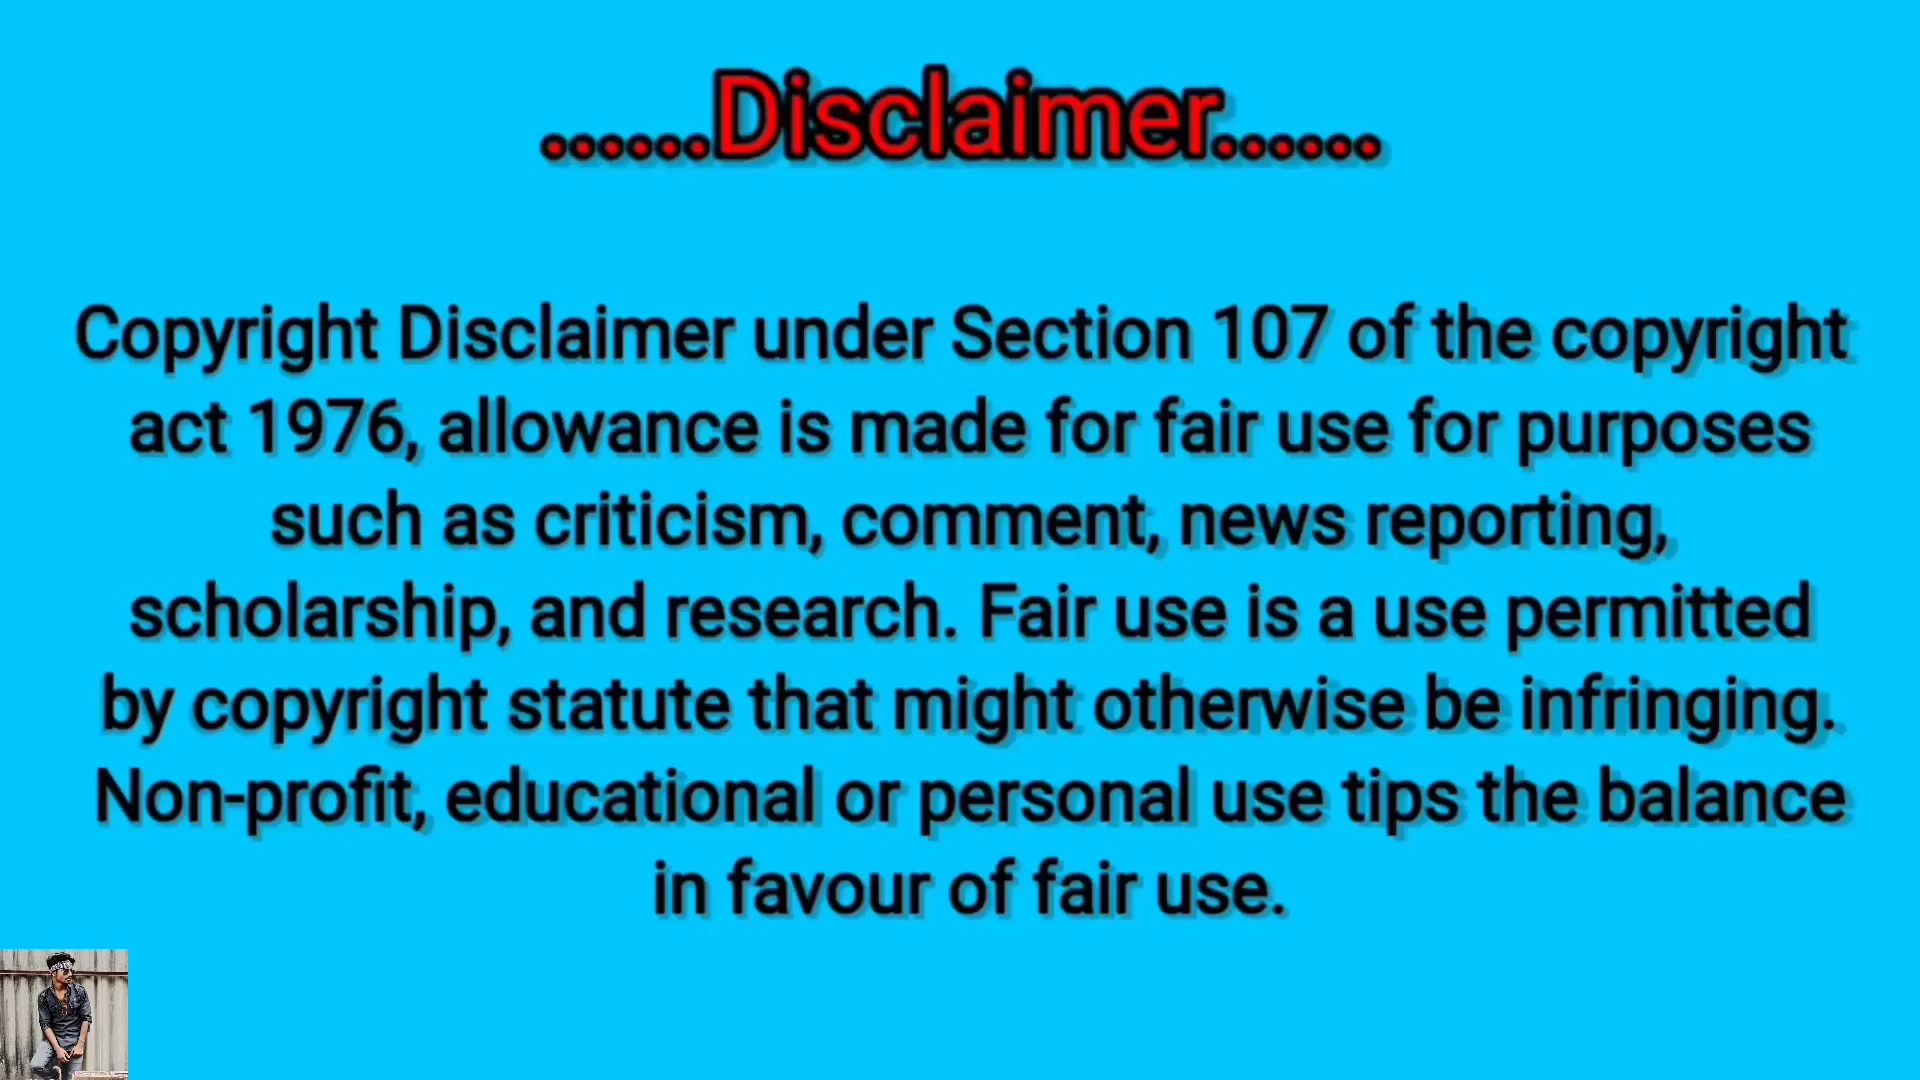 ......Disclaimer......
Copyright Disclaimer under Section 107 of the copyright
act 1976, allowance is made for fair use for purposes
such as criticism, comment, news reporting,
scholarship, and research. Fair use is a use permitted
by copyright statute that might otherwise be infringing.
Non-profit, educational or personal use tips the balance
in favour of fair use.